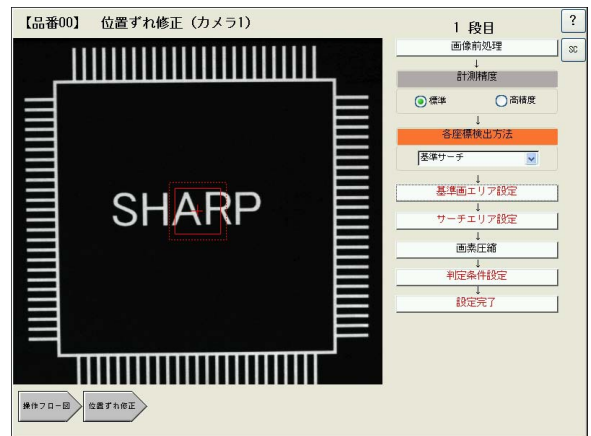 【品番00】 位置ずれ修正（カメラ1）
1 段目
?
SC
画像前処理
↓
計測精度
標準 高精度
↓
各座標検出方法
基準サーチ
↓
基準画エリア設定
↓
サーチエリア設定
↓
画素圧縮
↓
判定条件設定
↓
設定完了
SHARP
操作フロー図 位置ずれ修正